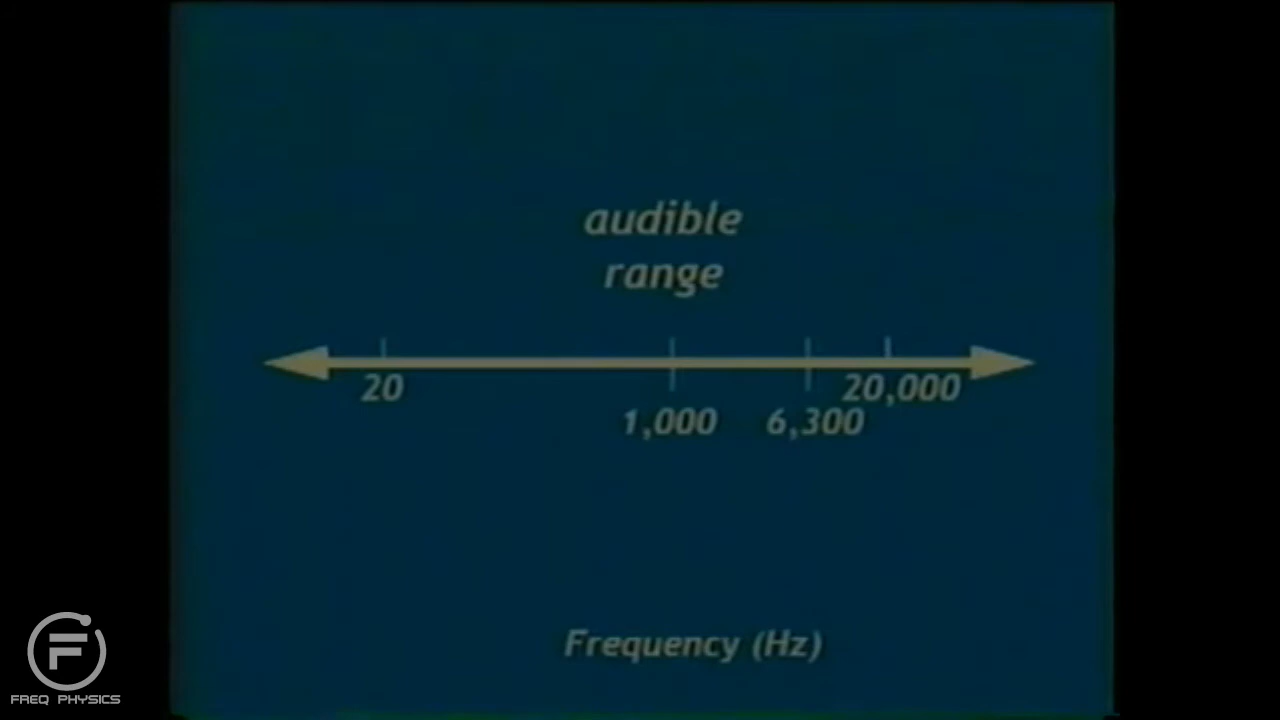 audible
range
20
20,000
1,000
6,300
Frequency (Hz)
F
FREQ PHYSICS